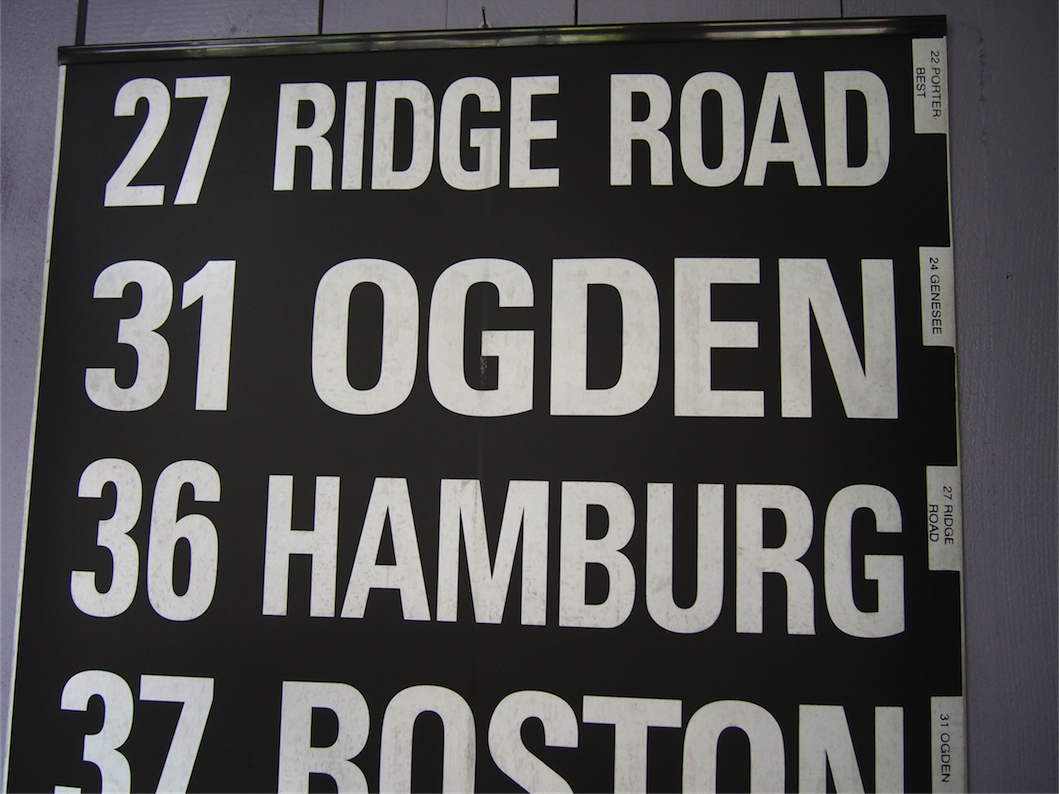 27 RIDGE ROAD
31 OGDEN
36 HAMBURG
37 BOSTON
22 PORTER
BEST
24 GENESEE
27 RIDGE
ROAD
31 OGDEN